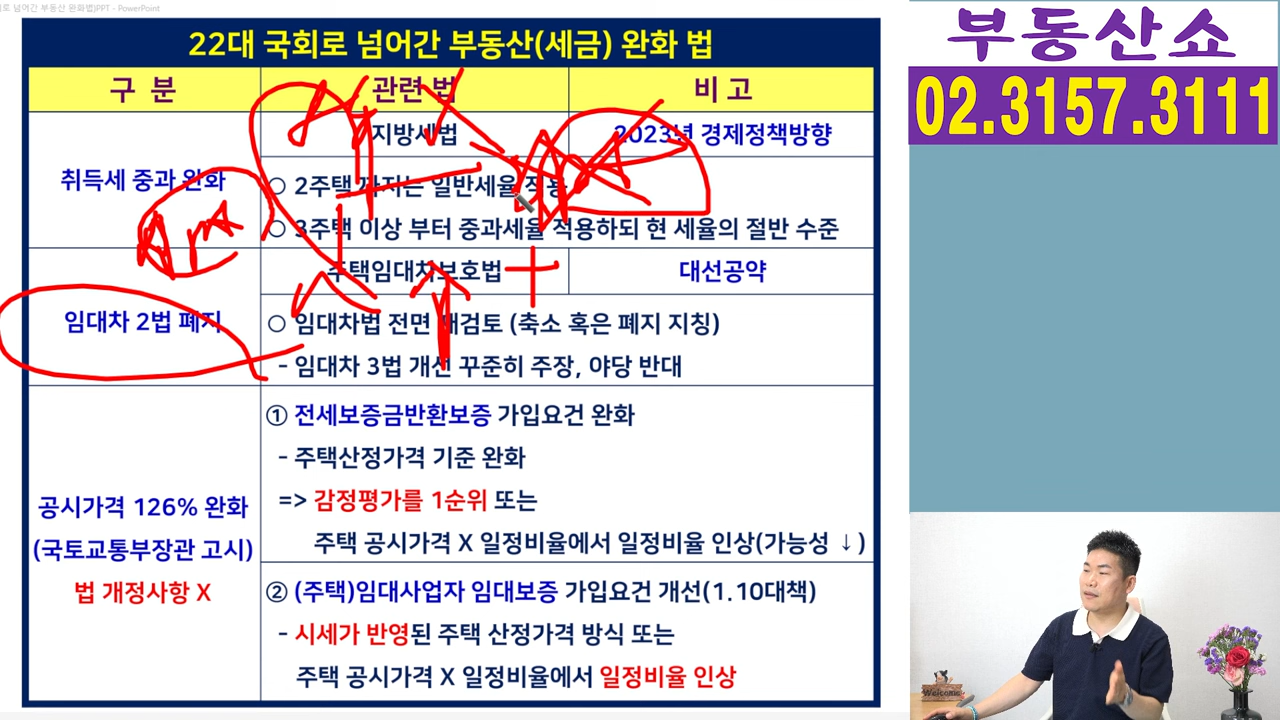 로 넘어간 부동산 완화법)PPT - PowerPoint
22대 국회로 넘어간 부동산(세금) 완화 법
구 분
관련 법
비 고
취득세 중과 완화
지방세법
2023년 경제정책방향
○ 2주택 까지는 일반세율 적용
○ 3주택 이상 부터 중과세율 적용하되 현 세율의 절반 수준
임대차 2법 폐지
주택임대차보호법
대선공약
○ 임대차법 전면 재검토 (축소 혹은 폐지 지칭)
- 임대차 3법 개선 꾸준히 주장, 야당 반대
공시가격 126% 완화
(국토교통부장관 고시)
법 개정사항 X
① 전세보증금반환보증 가입요건 완화
- 주택산정가격 기준 완화
=> 감정평가를 1순위 또는
주택 공시가격 X 일정비율에서 일정비율 인상(가능성 ↓)
② (주택)임대사업자 임대보증 가입요건 개선(1.10대책)
- 시세가 반영된 주택 산정가격 방식 또는
주택 공시가격 X 일정비율에서 일정비율 인상
부동산쇼
02.3157.3111
Welcome